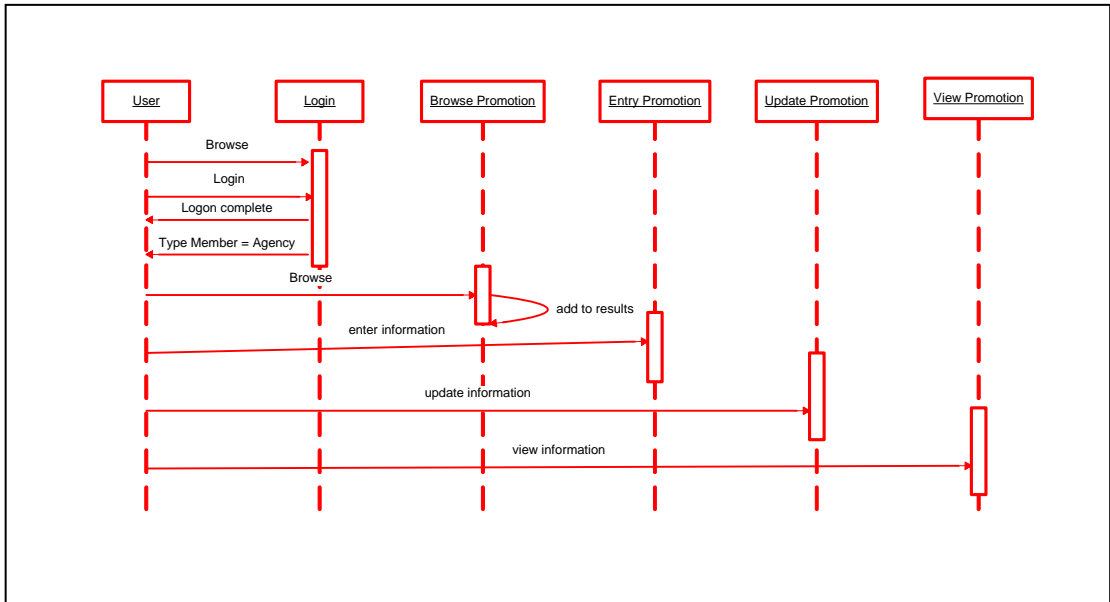 User
Login
Browse Promotion
Entry Promotion
Update Promotion
View Promotion
Browse
Login
Logon complete
Type Member = Agency
Browse
add to results
enter information
update information
view information